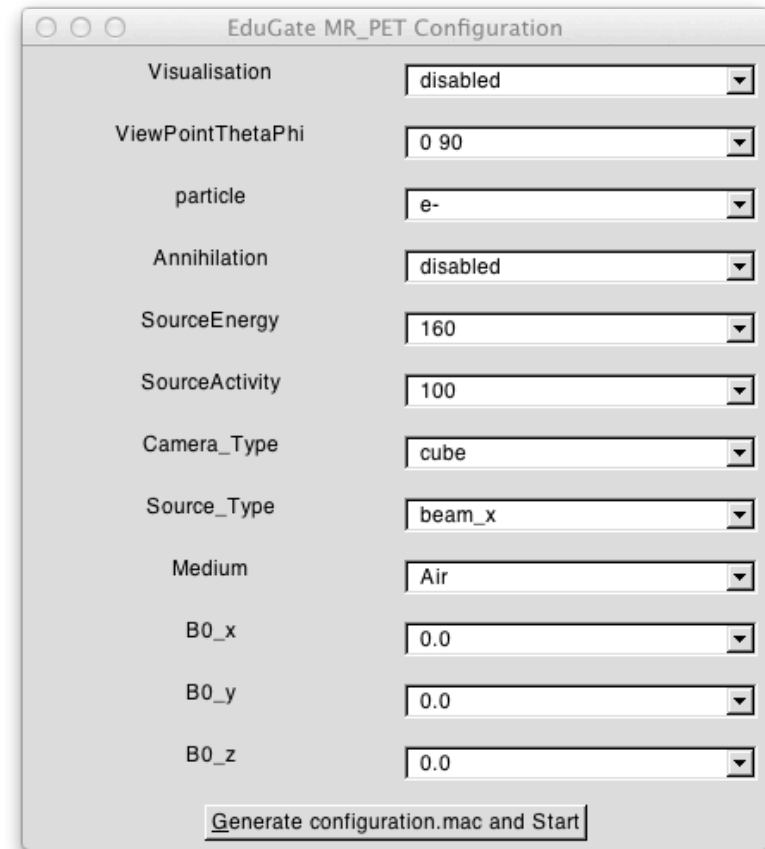 EduGate MR_PET Configuration
Visualisation disabled
ViewPointThetaPhi 0 90
particle e-
Annihilation disabled
SourceEnergy 160
SourceActivity 100
Camera_Type cube
Source_Type beam_x
Medium Air
B0_x 0.0
B0_y 0.0
B0_z 0.0
Generate configuration.mac and Start